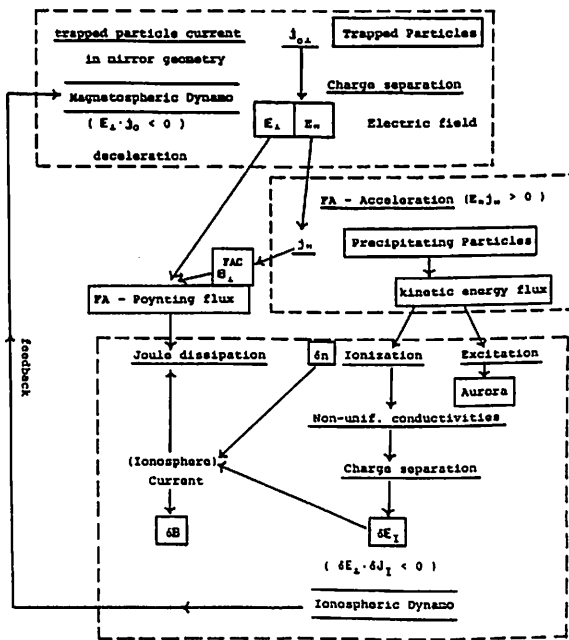 trapped particle current
in mirror geometry
j₀⊥
Trapped Particles
Magnetospheric Dynamo
( E⊥·j₀ < 0 )
deceleration
Charge separation
E⊥ E∥
Electric field
FA - Acceleration (E∥j∥ > 0 )
j∥
Precipitating Particles
FAC
B⊥
FA - Poynting flux
kinetic energy flux
feedback
Joule dissipation
δn
Ionization
Excitation
Aurora
Non-unif. conductivities
(Ionosphere)
Current
Charge separation
δB
δE_I
( δE⊥·δJ_I < 0 )
Ionospheric Dynamo